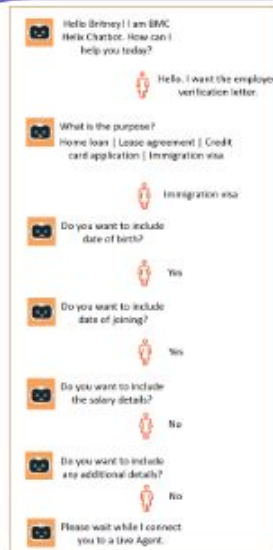 Hello Britney! I am BMC
Helix Chatbot. How can I
help you today?
Hello. I want the employee
verification letter.
What is the purpose?
Home loan | Lease agreement | Credit
card application | Immigration visa
Immigration visa
Do you want to include
date of birth?
Yes
Do you want to include
date of joining?
Yes
Do you want to include
the salary details?
No
Do you want to include
any additional details?
No
Please wait while I connect
you to a Live Agent.